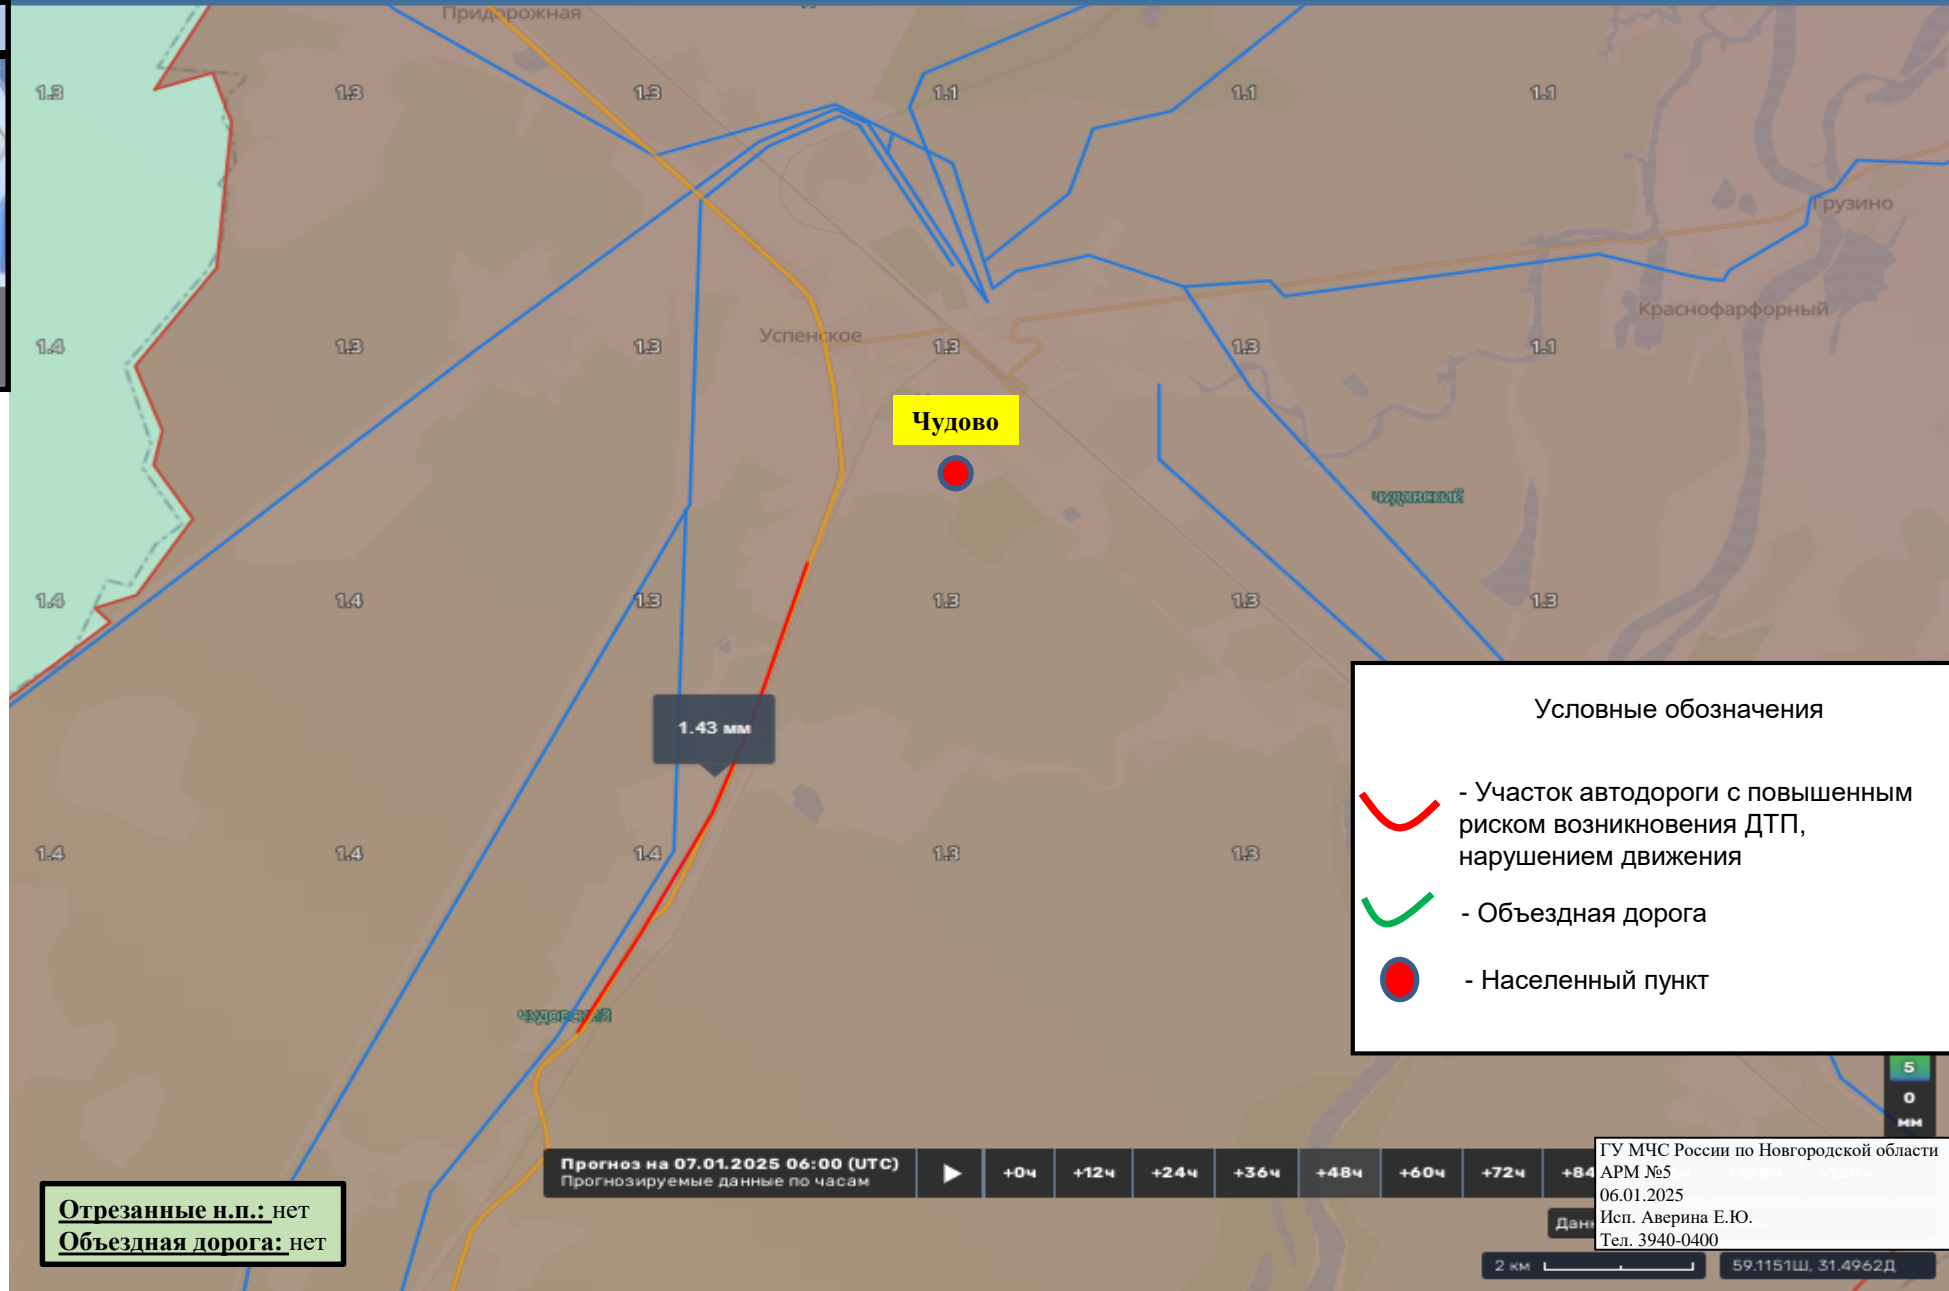 Придорожная
1.3
1.3
1.3
1.1
1.1
1.1
Грузино
Краснофарфорный
Успенское
1.4
1.3
1.3
1.3
1.3
1.1
Чудово
чудовский
1.4
1.4
1.3
1.3
1.3
1.3
1.43 мм
1.4
1.4
1.4
1.3
1.3
чудовский
Условные обозначения
- Участок автодороги с повышенным
риском возникновения ДТП,
нарушением движения
- Объездная дорога
- Населенный пункт
5
0
мм
Прогноз на 07.01.2025 06:00 (UTC)
Прогнозируемые данные по часам
+0ч
+12ч
+24ч
+36ч
+48ч
+60ч
+72ч
+84
ГУ МЧС России по Новгородской области
АРМ №5
06.01.2025
Исп. Аверина Е.Ю.
Тел. 3940-0400
Отрезанные н.п.: нет
Объездная дорога: нет
2 км
59.1151Ш, 31.4962Д